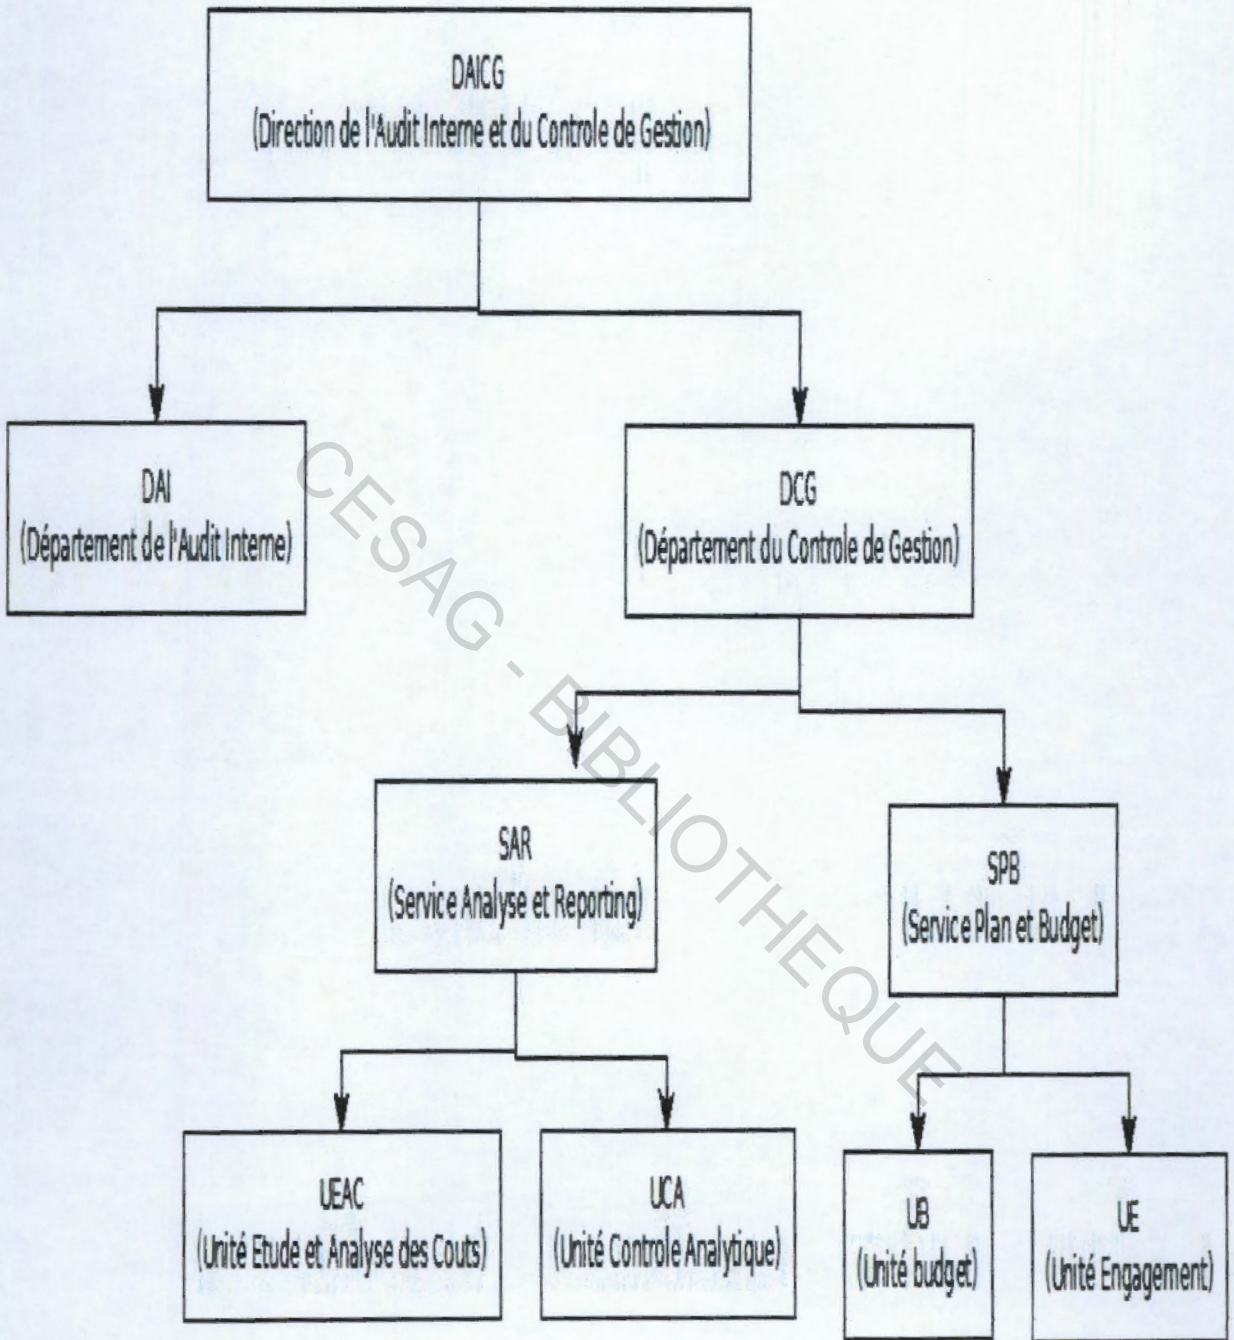 DAICG
(Direction de l'Audit Interne et du Controle de Gestion)
DAI
(Département de l'Audit Interne)
DCG
(Département du Controle de Gestion)
CESAG - BIBLIOTHEQUE
SAR
(Service Analyse et Reporting)
SPB
(Service Plan et Budget)
UEAC
(Unité Etude et Analyse des Couts)
UCA
(Unité Controle Analytique)
UB
(Unité budget)
UE
(Unité Engagement)